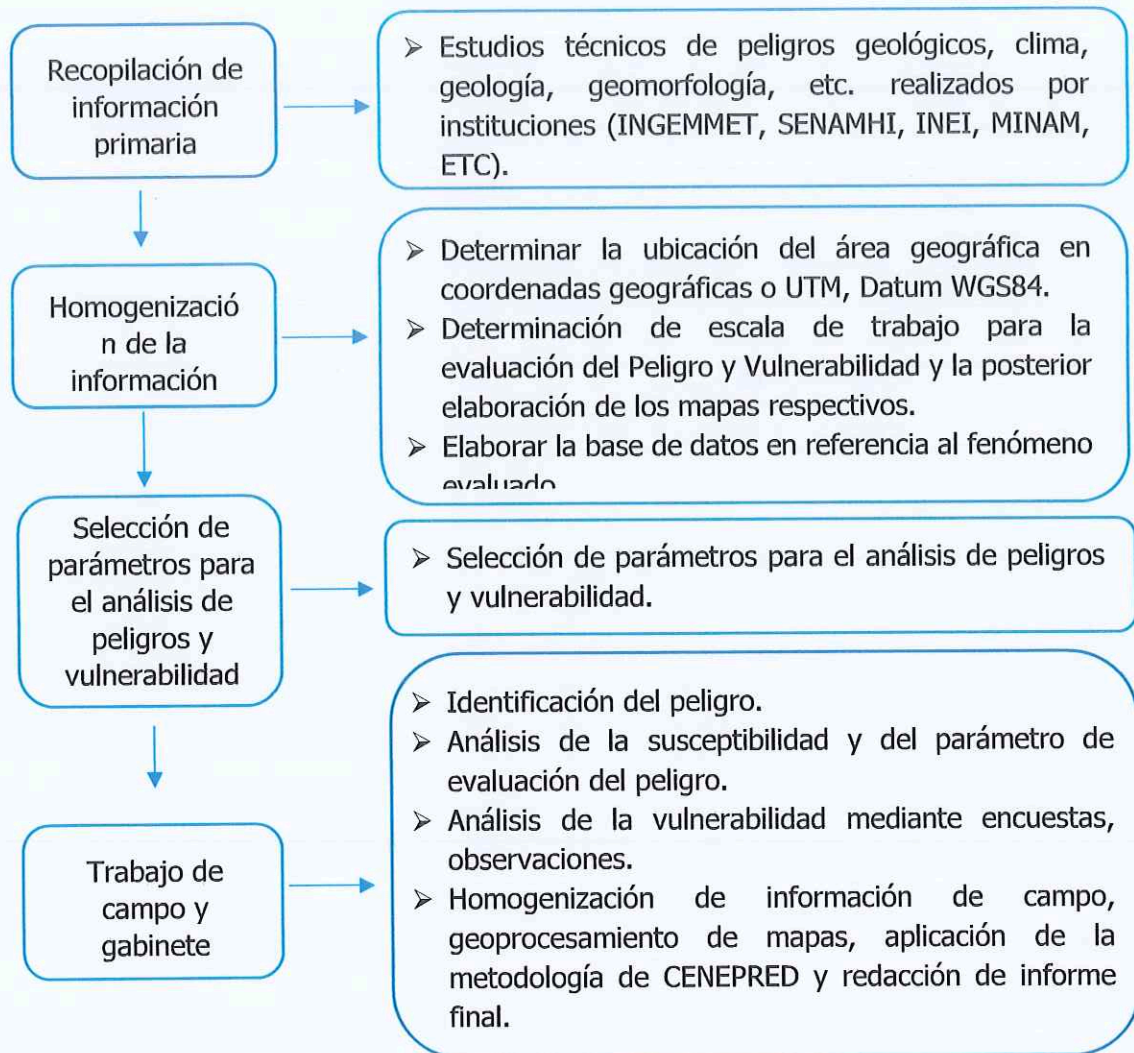 Recopilación de
información
primaria
➢ Estudios técnicos de peligros geológicos, clima,
geología, geomorfología, etc. realizados por
instituciones (INGEMMET, SENAMHI, INEI, MINAM,
ETC).
Homogenizació
n de la
información
➢ Determinar la ubicación del área geográfica en
coordenadas geográficas o UTM, Datum WGS84.
➢ Determinación de escala de trabajo para la
evaluación del Peligro y Vulnerabilidad y la posterior
elaboración de los mapas respectivos.
➢ Elaborar la base de datos en referencia al fenómeno
evaluado
Selección de
parámetros para
el análisis de
peligros y
vulnerabilidad
➢ Selección de parámetros para el análisis de peligros
y vulnerabilidad.
Trabajo de
campo y
gabinete
➢ Identificación del peligro.
➢ Análisis de la susceptibilidad y del parámetro de
evaluación del peligro.
➢ Análisis de la vulnerabilidad mediante encuestas,
observaciones.
➢ Homogenización de información de campo,
geoprocesamiento de mapas, aplicación de la
metodología de CENEPRED y redacción de informe
final.